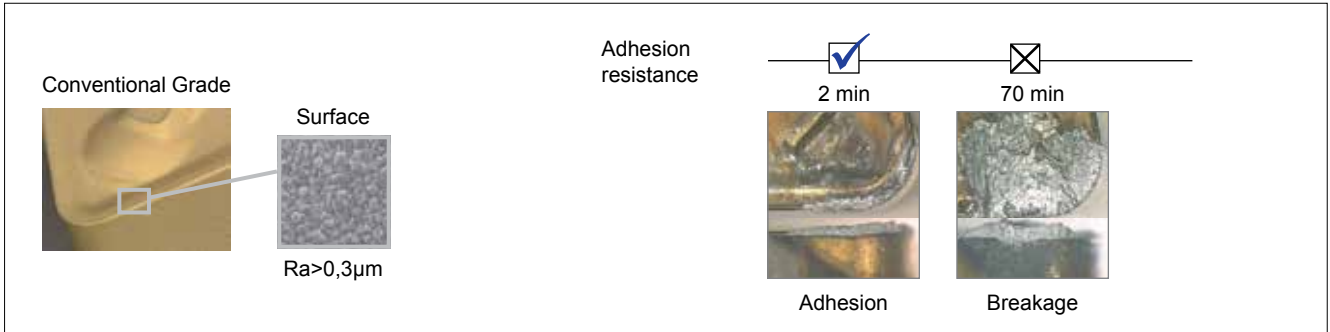 Conventional Grade
Surface
Ra>0,3µm
Adhesion
resistance
2 min
70 min
Adhesion
Breakage